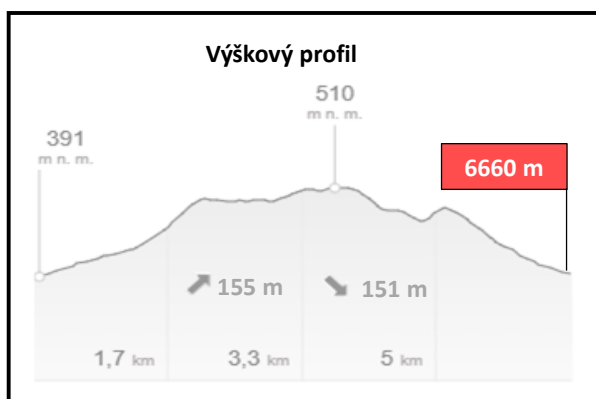 Výškový profil
510
m n. m.
391
m n. m.
6660 m
155 m
151 m
1,7 km
3,3 km
5 km